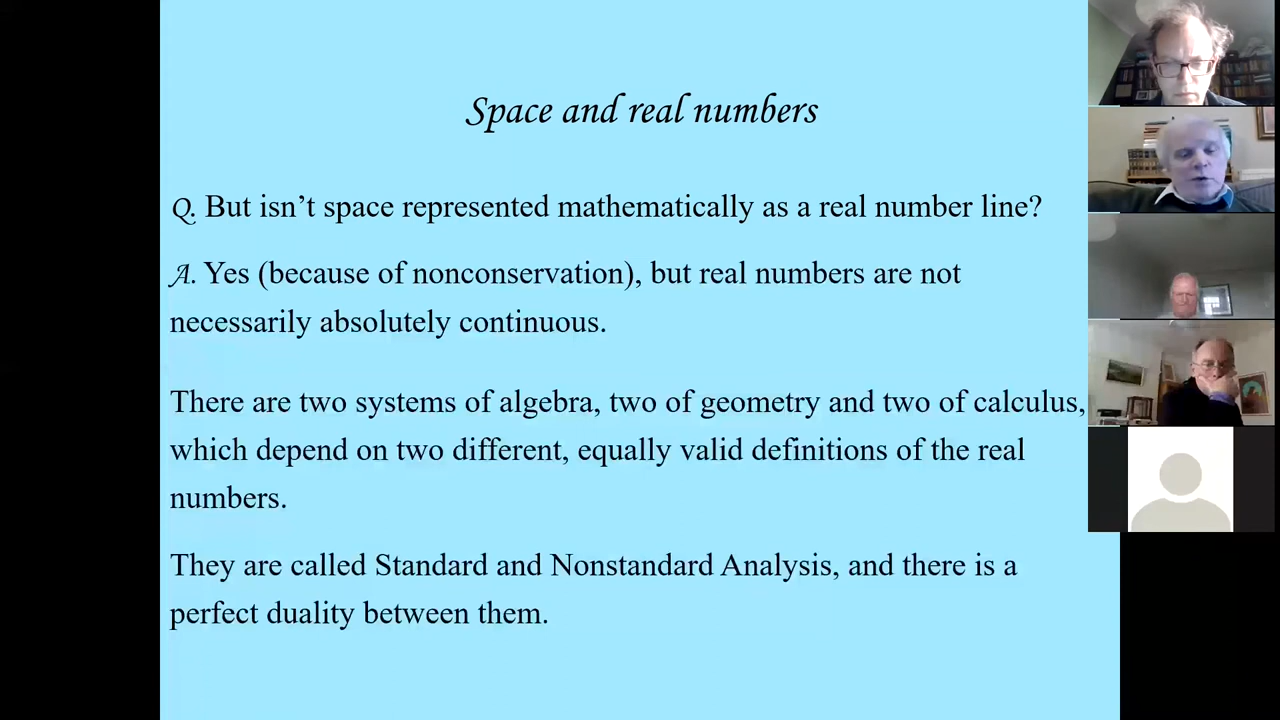 Space and real numbers
Q. But isn’t space represented mathematically as a real number line?
A. Yes (because of nonconservation), but real numbers are not
necessarily absolutely continuous.
There are two systems of algebra, two of geometry and two of calculus,
which depend on two different, equally valid definitions of the real
numbers.
They are called Standard and Nonstandard Analysis, and there is a
perfect duality between them.